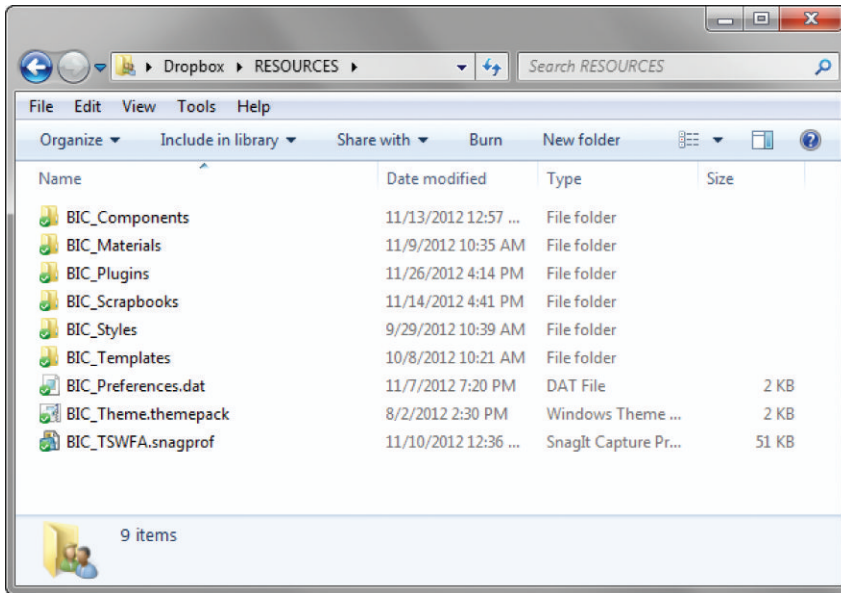 Dropbox RESOURCES Search RESOURCES
File Edit View Tools Help
Organize Include in library Share with Burn New folder
Name Date modified Type Size
BIC_Components 11/13/2012 12:57 ... File folder
BIC_Materials 11/9/2012 10:35 AM File folder
BIC_Plugins 11/26/2012 4:14 PM File folder
BIC_Scrapbooks 11/14/2012 4:41 PM File folder
BIC_Styles 9/29/2012 10:39 AM File folder
BIC_Templates 10/8/2012 10:21 AM File folder
BIC_Preferences.dat 11/7/2012 7:20 PM DAT File 2 KB
BIC_Theme.themepack 8/2/2012 2:30 PM Windows Theme ... 2 KB
BIC_TSWFA.snagprof 11/10/2012 12:36 ... SnagIt Capture Pr... 51 KB
9 items